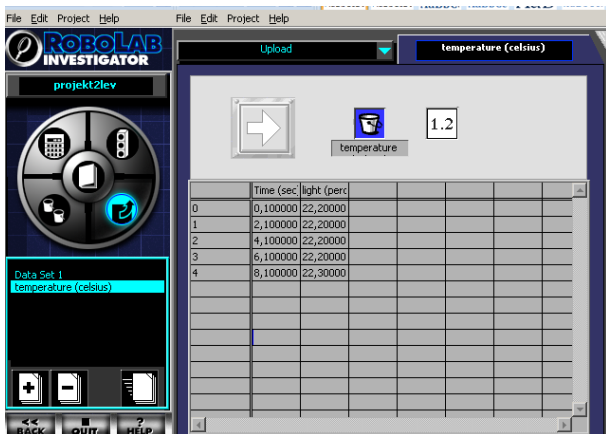 File Edit Project Help
File Edit Project Help
ROBOLAB
INVESTIGATOR
projekt2lev
Data Set 1
temperature (celsius)
<< BACK
QUIT
? HELP
Upload
temperature (celsius)
temperature
1.2
Time (sec light (perc
0 0,100000 22,20000
1 2,100000 22,20000
2 4,100000 22,20000
3 6,100000 22,20000
4 8,100000 22,30000